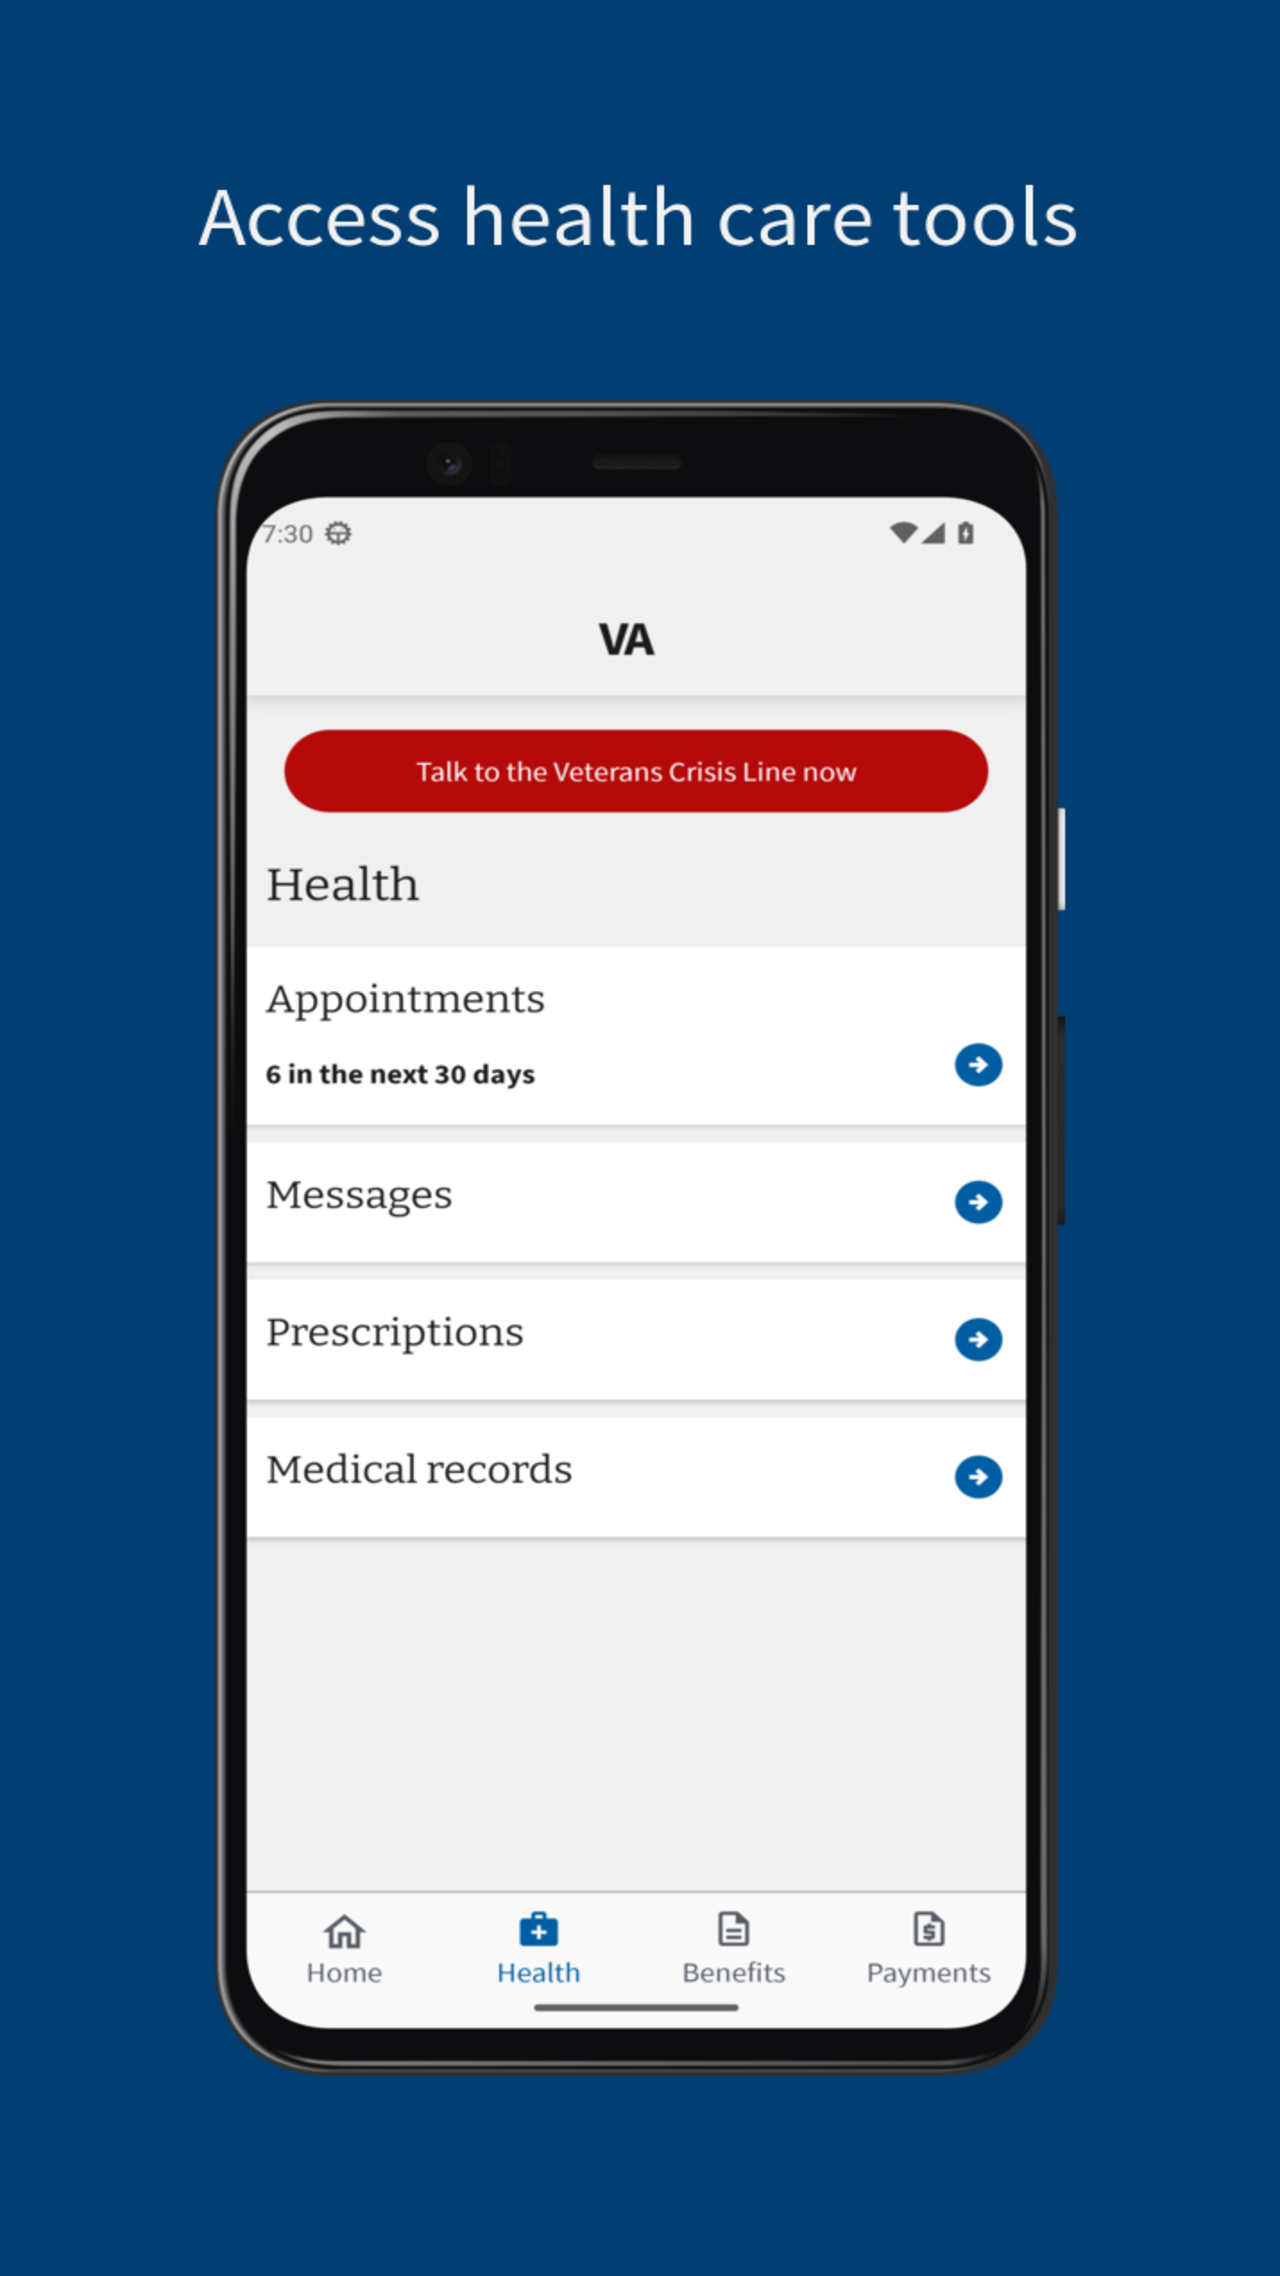 Access health care tools
7:30
VA
Talk to the Veterans Crisis Line now
Health
Appointments
6 in the next 30 days
Messages
Prescriptions
Medical records
Home
Health
Benefits
Payments